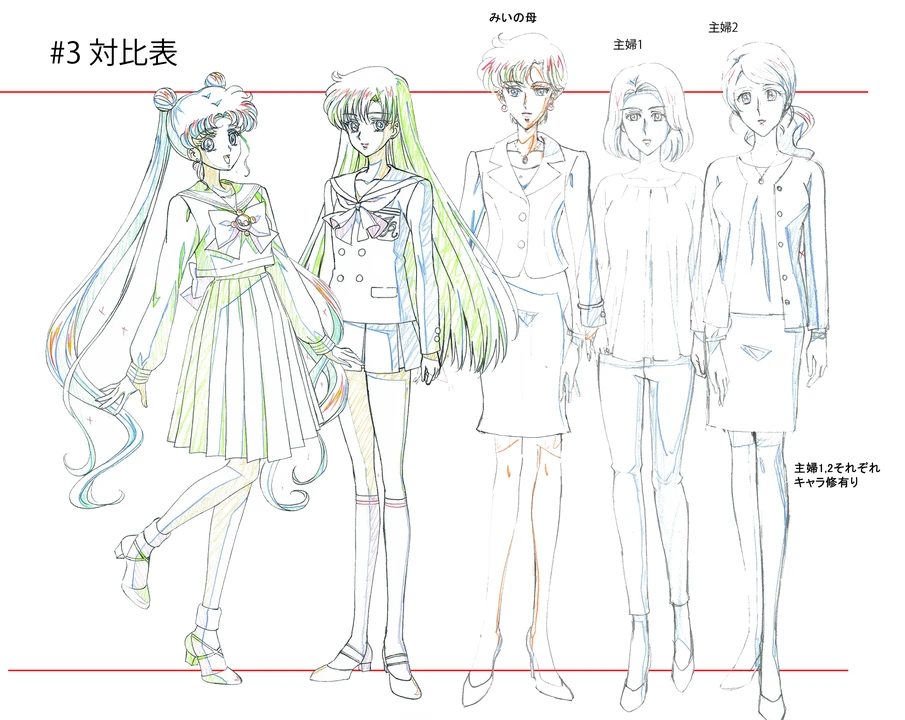 #3 対比表
みいの母
主婦1
主婦2
主婦1,2それぞれ
キャラ修有り